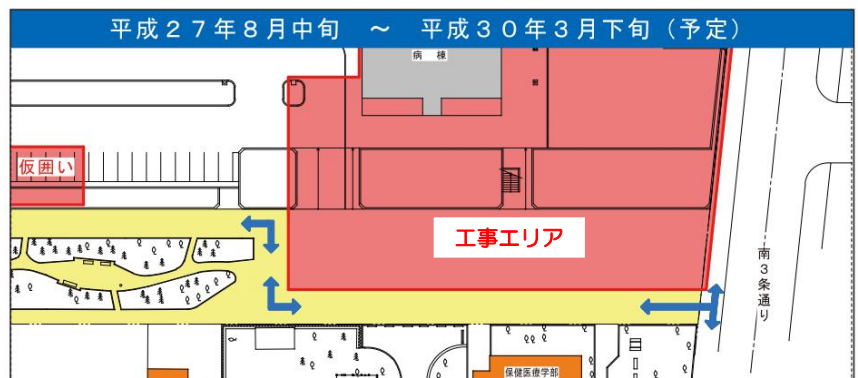 平成２７年８月中旬　～　平成３０年３月下旬（予定）
病棟
仮囲い
工事エリア
南３条通り
保健医療学部